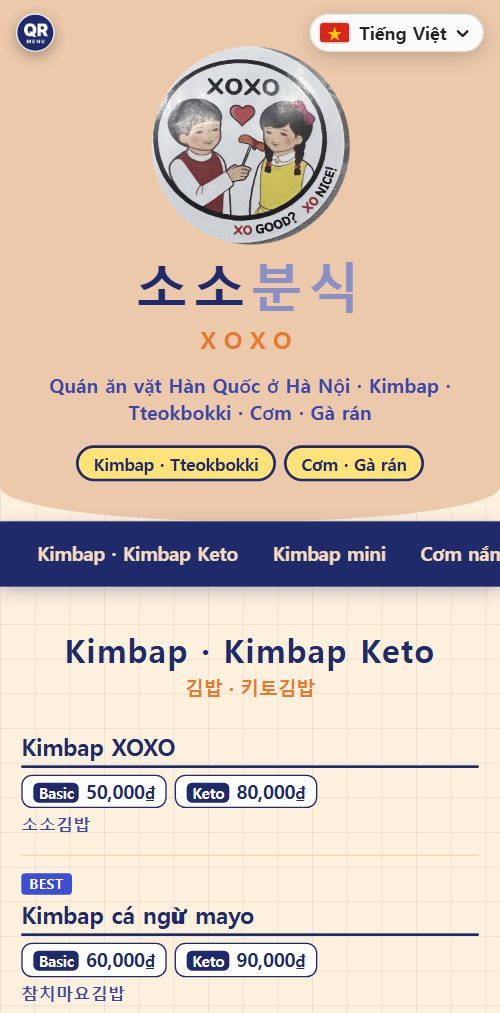 QR
MENU
Tiếng Việt
XOXO
XO GOOD? XO NICE!
소소분식
XOXO
Quán ăn vặt Hàn Quốc ở Hà Nội · Kimbap ·
Tteokbokki · Cơm · Gà rán
Kimbap · Tteokbokki
Cơm · Gà rán
Kimbap · Kimbap Keto
Kimbap mini
Cơm nắn
Kimbap · Kimbap Keto
김밥 · 키토김밥
Kimbap XOXO
Basic 50,000₫ Keto 80,000₫
소소김밥
BEST
Kimbap cá ngừ mayo
Basic 60,000₫ Keto 90,000₫
참치마요김밥